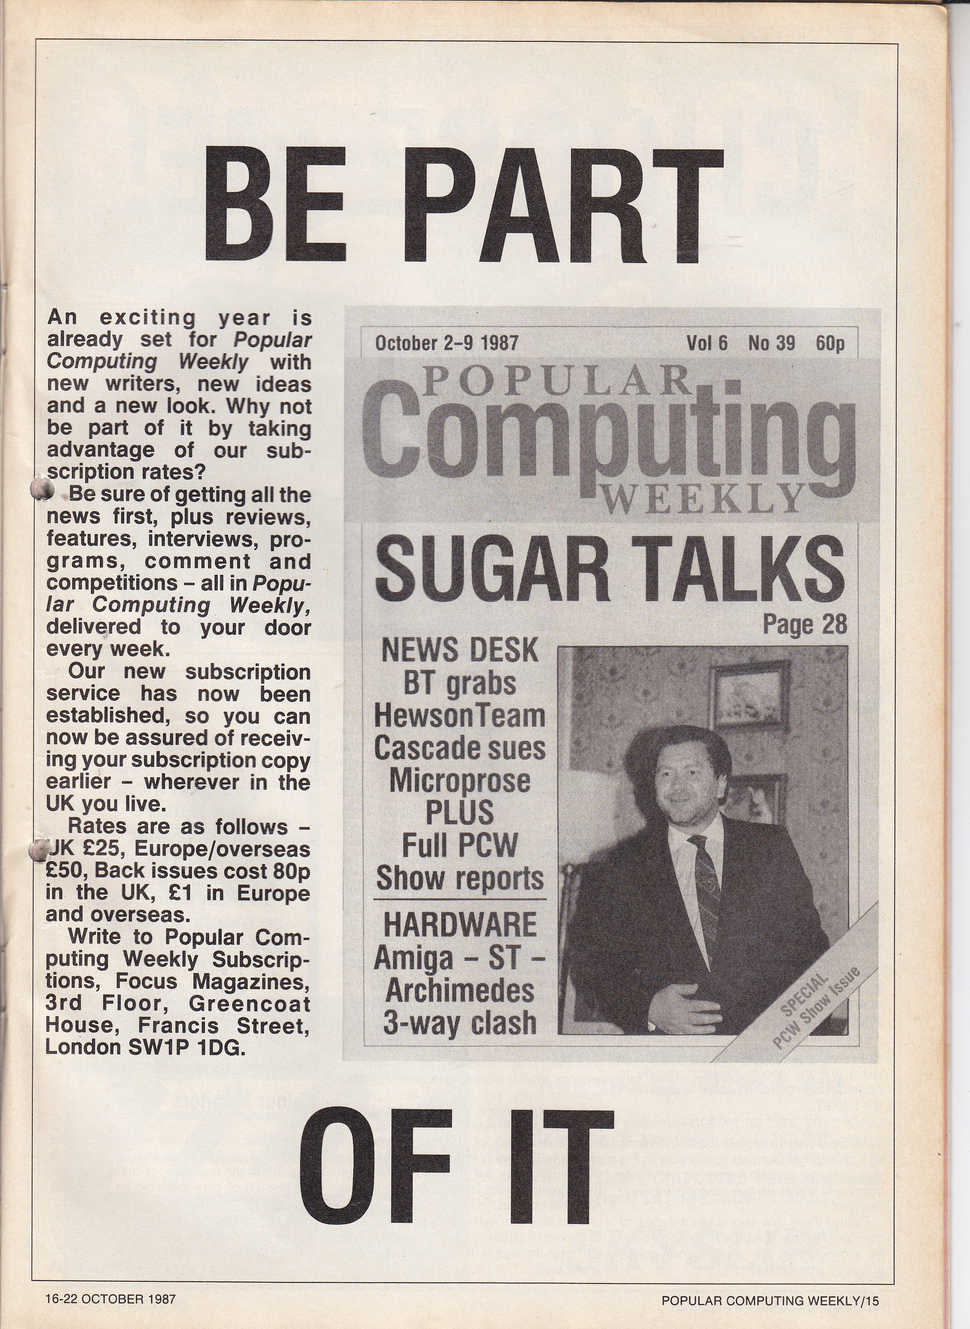 BE PART
An exciting year is
already set for Popular
Computing Weekly with
new writers, new ideas
and a new look. Why not
be part of it by taking
advantage of our sub-
scription rates?
Be sure of getting all the
news first, plus reviews,
features, interviews, pro-
grams, comment and
competitions – all in Popu-
lar Computing Weekly,
delivered to your door
every week.
Our new subscription
service has now been
established, so you can
now be assured of receiv-
ing your subscription copy
earlier – wherever in the
UK you live.
Rates are as follows –
UK £25, Europe/overseas
£50, Back issues cost 80p
in the UK, £1 in Europe
and overseas.
Write to Popular Com-
puting Weekly Subscrip-
tions, Focus Magazines,
3rd Floor, Greencoat
House, Francis Street,
London SW1P 1DG.
October 2–9 1987 Vol 6 No 39 60p
POPULAR
Computing
WEEKLY
SUGAR TALKS
Page 28
NEWS DESK
BT grabs
HewsonTeam
Cascade sues
Microprose
PLUS
Full PCW
Show reports
HARDWARE
Amiga – ST –
Archimedes
3-way clash
SPECIAL
PCW Show Issue
OF IT
16-22 OCTOBER 1987 POPULAR COMPUTING WEEKLY/15